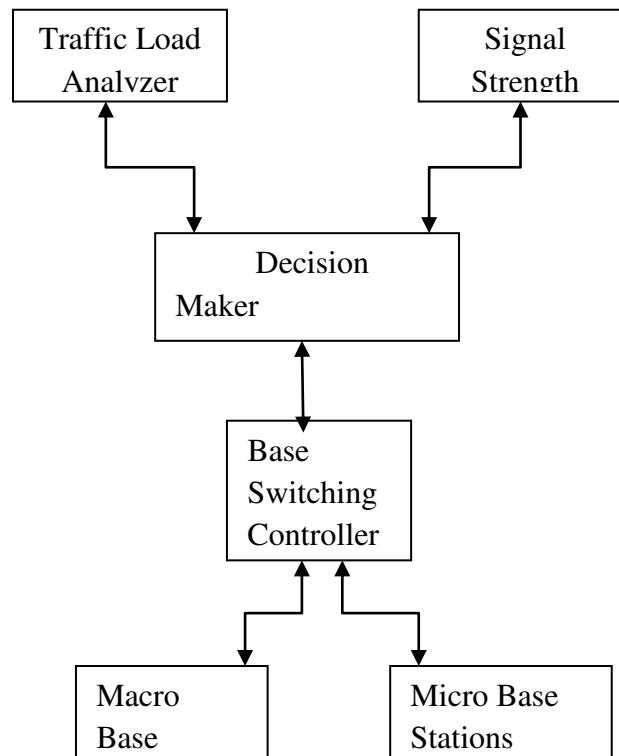 Traffic Load
Analyzer
Signal
Strength
Decision
Maker
Base
Switching
Controller
Macro
Base
Micro Base
Stations